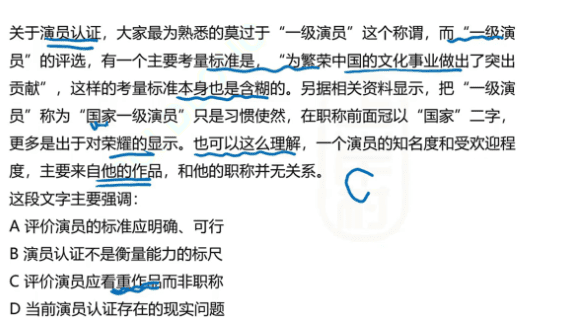 关于演员认证，大家最为熟悉的莫过于“一级演员”这个称谓，而“一级演
员”的评选，有一个主要考量标准是，“为繁荣中国的文化事业做出了突出
贡献”，这样的考量标准本身也是含糊的。另据相关资料显示，把“一级演
员”称为“国家一级演员”只是习惯使然，在职称前面冠以“国家”二字，
更多是出于对荣耀的显示。也可以这么理解，一个演员的知名度和受欢迎程
度，主要来自他的作品，和他的职称并无关系。
C
这段文字主要强调：
A 评价演员的标准应明确、可行
B 演员认证不是衡量能力的标尺
C 评价演员应看重作品而非职称
D 当前演员认证存在的现实问题